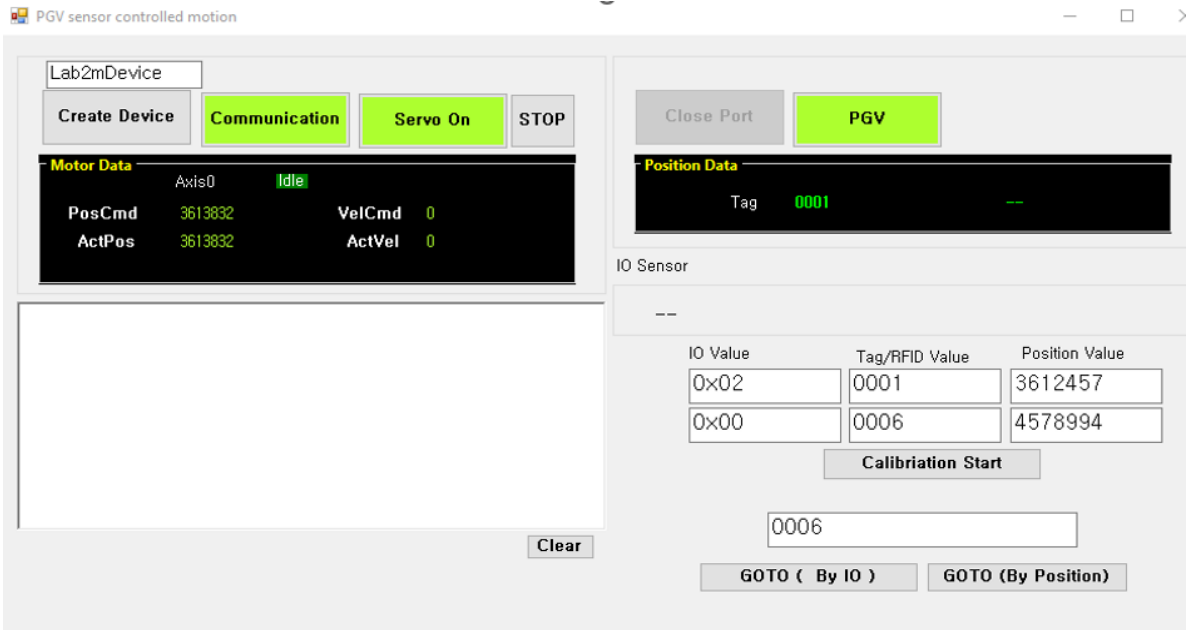 PGV sensor controlled motion
Lab2mDevice
Create Device Communication Servo On STOP
Motor Data
Axis0 Idle
PosCmd 3613832 VelCmd 0
ActPos 3613832 ActVel 0
Clear
Close Port PGV
Position Data
Tag 0001 --
IO Sensor
--
IO Value Tag/RFID Value Position Value
0x02 0001 3612457
0x00 0006 4578994
Calibriation Start
0006
GOTO ( By IO ) GOTO (By Position)